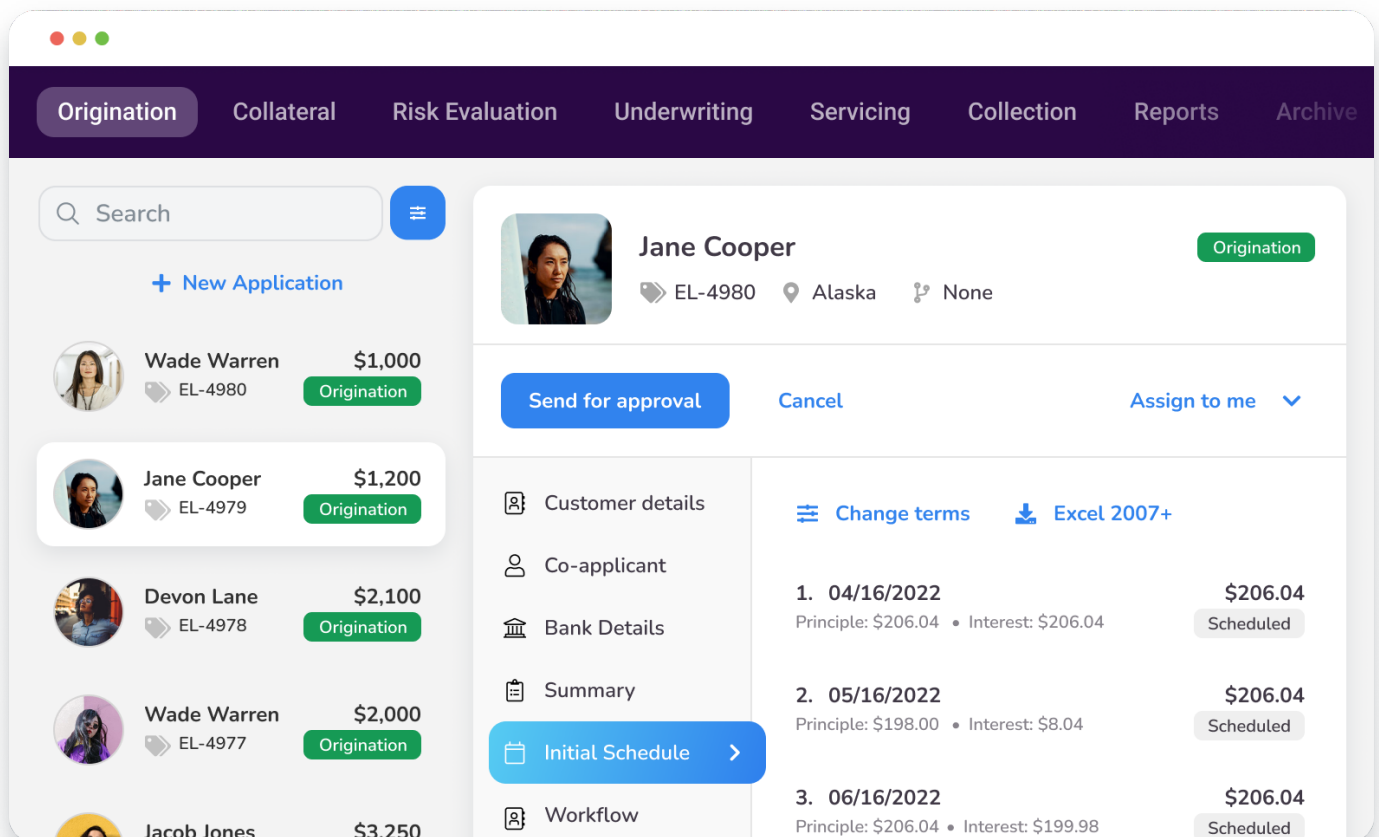 Origination Collateral Risk Evaluation Underwriting Servicing Collection Reports Archive
Search
New Application
Wade Warren $1,000
EL-4980 Origination
Jane Cooper $1,200
EL-4979 Origination
Devon Lane $2,100
EL-4978 Origination
Wade Warren $2,000
EL-4977 Origination
Jacob Jones $3,250
Jane Cooper
Origination
EL-4980 Alaska None
Send for approval Cancel Assign to me
Customer details
Co-applicant
Bank Details
Summary
Initial Schedule
Workflow
Change terms Excel 2007+
1. 04/16/2022 $206.04
Principle: $206.04 • Interest: $206.04 Scheduled
2. 05/16/2022 $206.04
Principle: $198.00 • Interest: $8.04 Scheduled
3. 06/16/2022 $206.04
Principle: $206.04 • Interest: $199.98 Scheduled